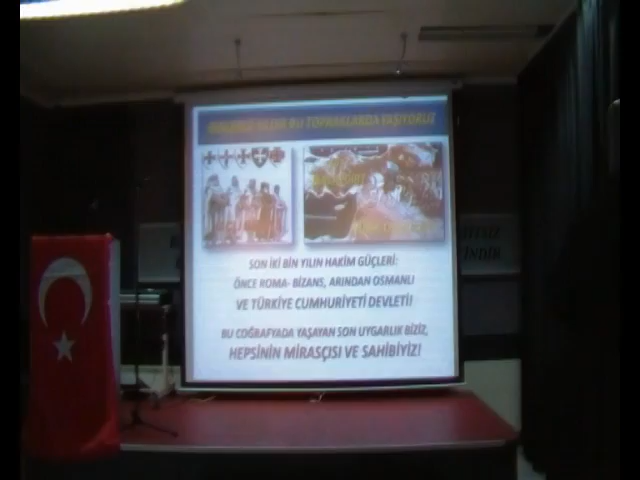 BU TOPRAKLARDA YAŞIYORUZ
SON İKİ BİN YILIN HAKİM GÜÇLERİ:
ÖNCE ROMA- BİZANS, ARINDAN OSMANLI
VE TÜRKİYE CUMHURİYETİ DEVLETİ!
BU COĞRAFYADA YAŞAYAN SON UYGARLIK BİZİZ,
HEPSİNİN MİRASÇISI VE SAHİBİYİZ!